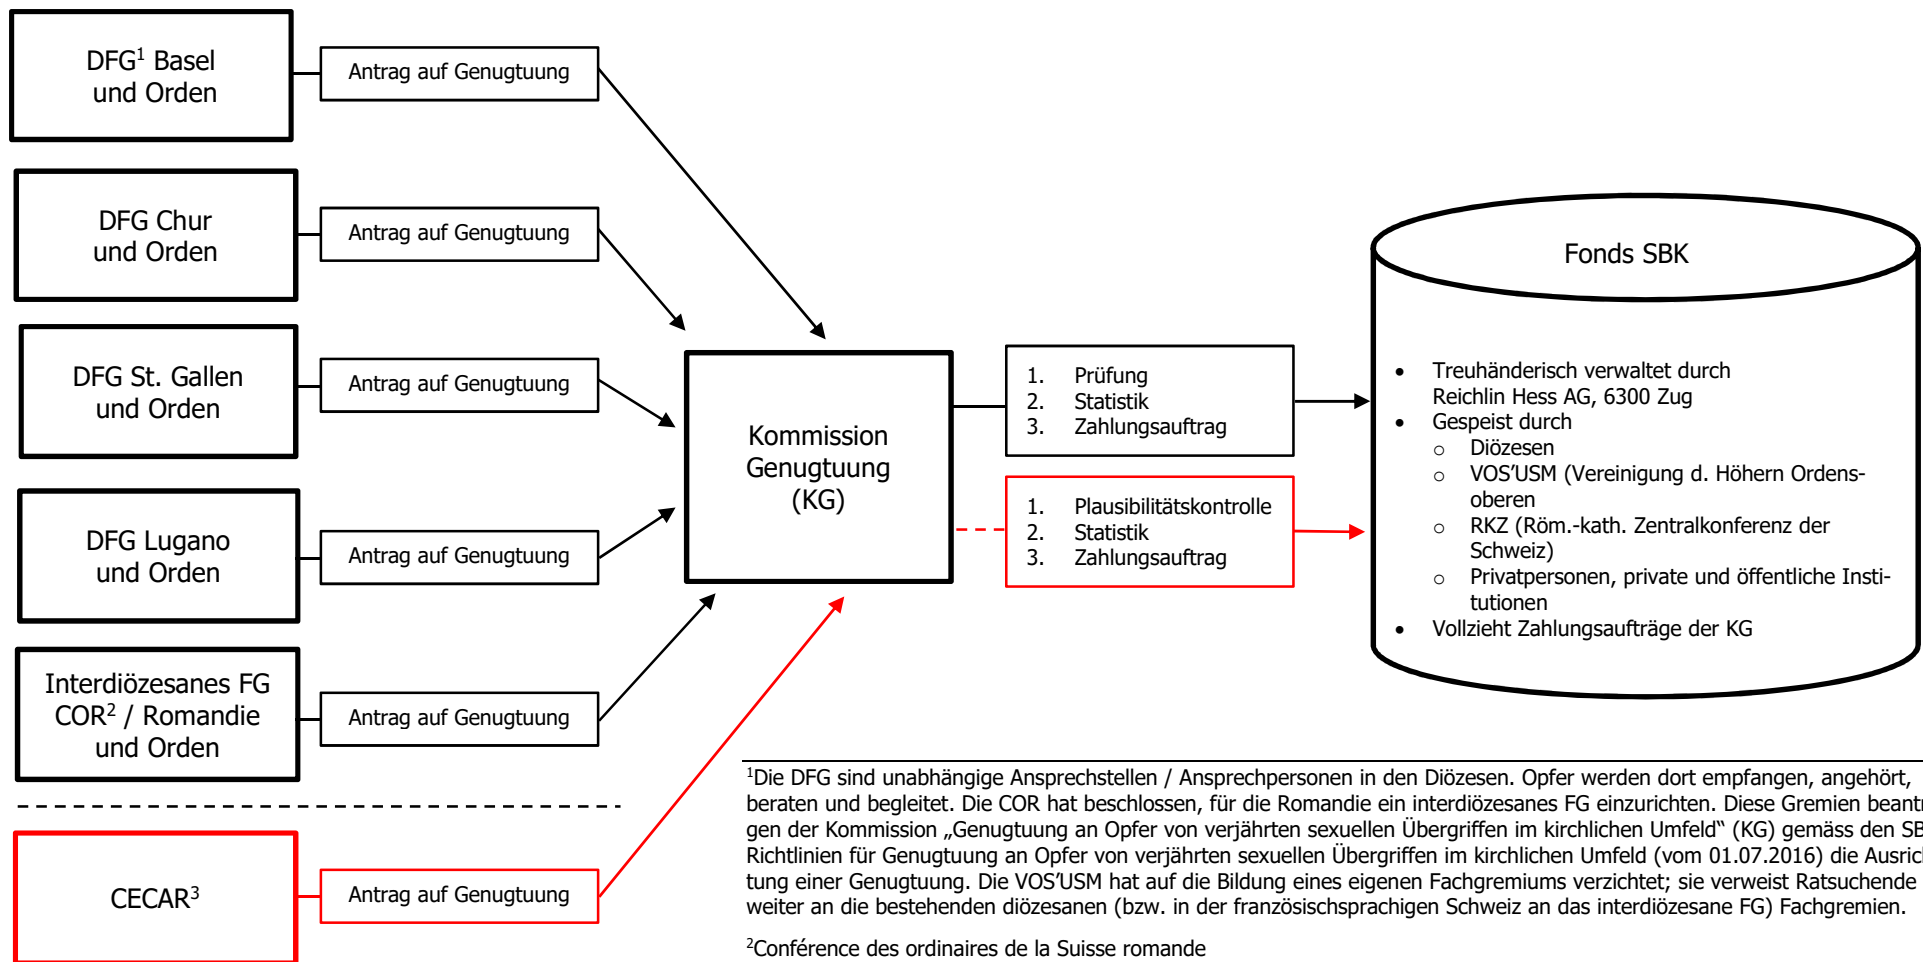 DFG¹ Basel
und Orden
Antrag auf Genugtuung
DFG Chur
und Orden
Antrag auf Genugtuung
DFG St. Gallen
und Orden
Antrag auf Genugtuung
DFG Lugano
und Orden
Antrag auf Genugtuung
Interdiözesanes FG
COR² / Romandie
und Orden
Antrag auf Genugtuung
CECAR³
Antrag auf Genugtuung
Kommission
Genugtuung
(KG)
1. Prüfung
2. Statistik
3. Zahlungsauftrag
1. Plausibilitätskontrolle
2. Statistik
3. Zahlungsauftrag
Fonds SBK
• Treuhänderisch verwaltet durch
Reichlin Hess AG, 6300 Zug
• Gespeist durch
o Diözesen
o VOS'USM (Vereinigung d. Höhern Ordens-
oberen
o RKZ (Röm.-kath. Zentralkonferenz der
Schweiz)
o Privatpersonen, private und öffentliche Insti-
tutionen
• Vollzieht Zahlungsaufträge der KG
¹Die DFG sind unabhängige Ansprechstellen / Ansprechpersonen in den Diözesen. Opfer werden dort empfangen, angehört,
beraten und begleitet. Die COR hat beschlossen, für die Romandie ein interdiözesanes FG einzurichten. Diese Gremien
gen der Kommission „Genugtuung an Opfer von verjährten sexuellen Übergriffen im kirchlichen Umfeld“ (KG) gemäss den
Richtlinien für Genugtuung an Opfer von verjährten sexuellen Übergriffen im kirchlichen Umfeld (vom 01.07.2016) die
tung einer Genugtuung. Die VOS'USM hat auf die Bildung eines eigenen Fachgremiums verzichtet; sie verweist Ratsuchende
weiter an die bestehenden diözesanen (bzw. in der französischsprachigen Schweiz an das interdiözesane FG) Fachgremien.
²Conférence des ordinaires de la Suisse romande